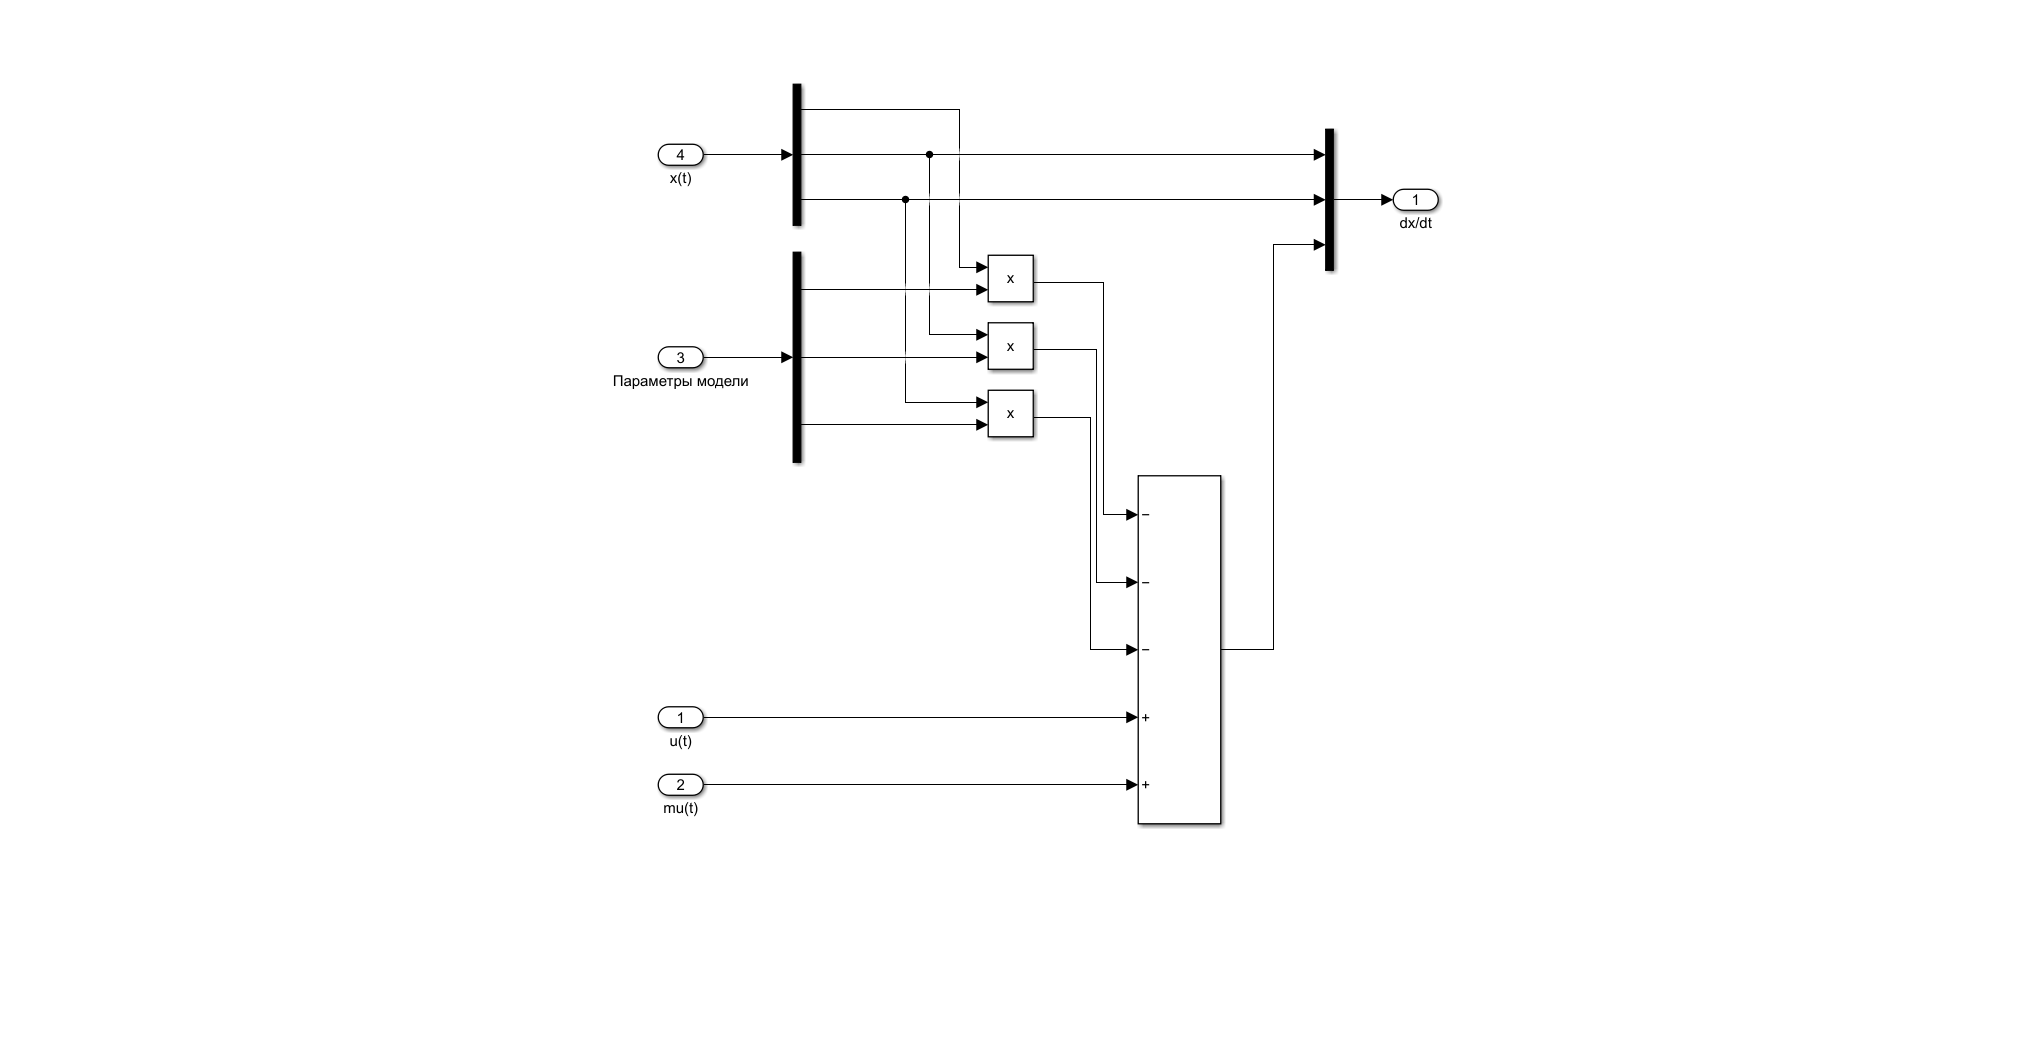 4
x(t)
1
dx/dt
x
x
3
Параметры модели
x
−
−
−
1
+
u(t)
2
+
mu(t)